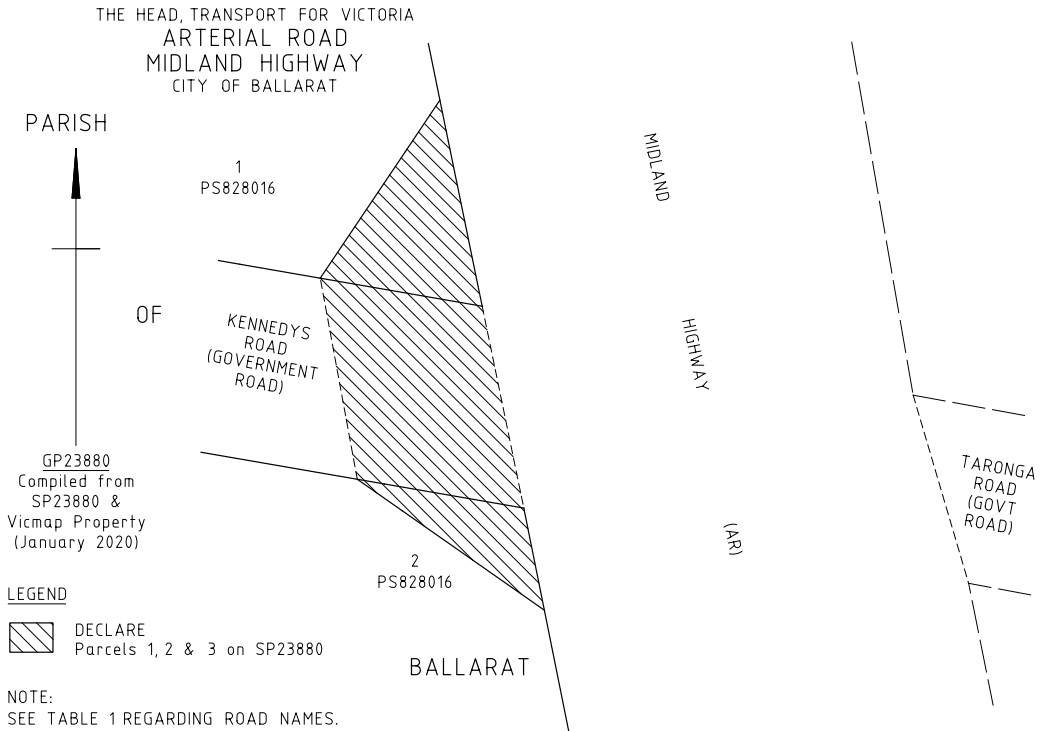 THE HEAD, TRANSPORT FOR VICTORIA
ARTERIAL ROAD
MIDLAND HIGHWAY
CITY OF BALLARAT
PARISH
1
PS828016
MIDLAND
OF
KENNEDYS
ROAD
(GOVERNMENT
ROAD)
HIGHWAY
GP23880
Compiled from
SP23880 &
Vicmap Property
(January 2020)
TARONGA
ROAD
(GOVT
ROAD)
(AR)
2
PS828016
LEGEND
DECLARE
Parcels 1, 2 & 3 on SP23880
BALLARAT
NOTE:
SEE TABLE 1 REGARDING ROAD NAMES.